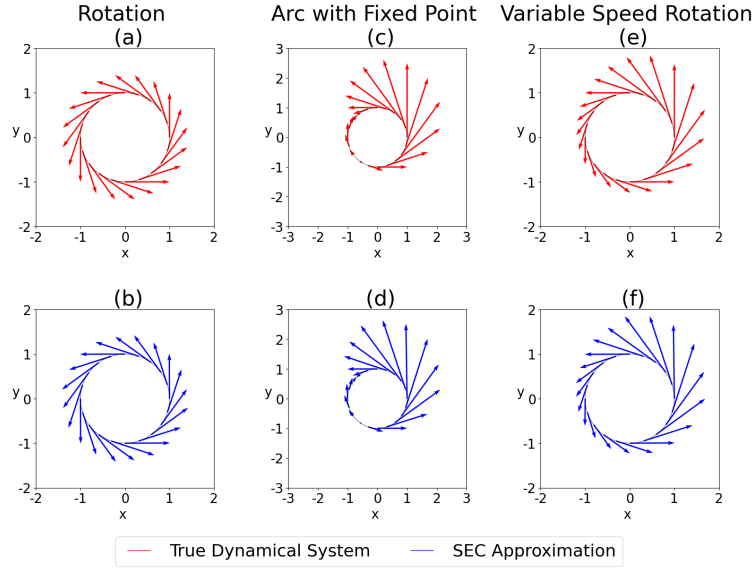 Rotation Arc with Fixed Point Variable Speed Rotation
(a) (c) (e)
2 3 2
2
1 1
1
y 0 y 0 y 0
-1
-1 -1
-2
-2 -3 -2
-2 -1 0 1 2 -3 -2 -1 0 1 2 3 -2 -1 0 1 2
x x x
(b) (d) (f)
2 3 2
2
1 1
1
y 0 y 0 y 0
-1
-1 -1
-2
-2 -3 -2
-2 -1 0 1 2 -3 -2 -1 0 1 2 3 -2 -1 0 1 2
x x x
True Dynamical System SEC Approximation